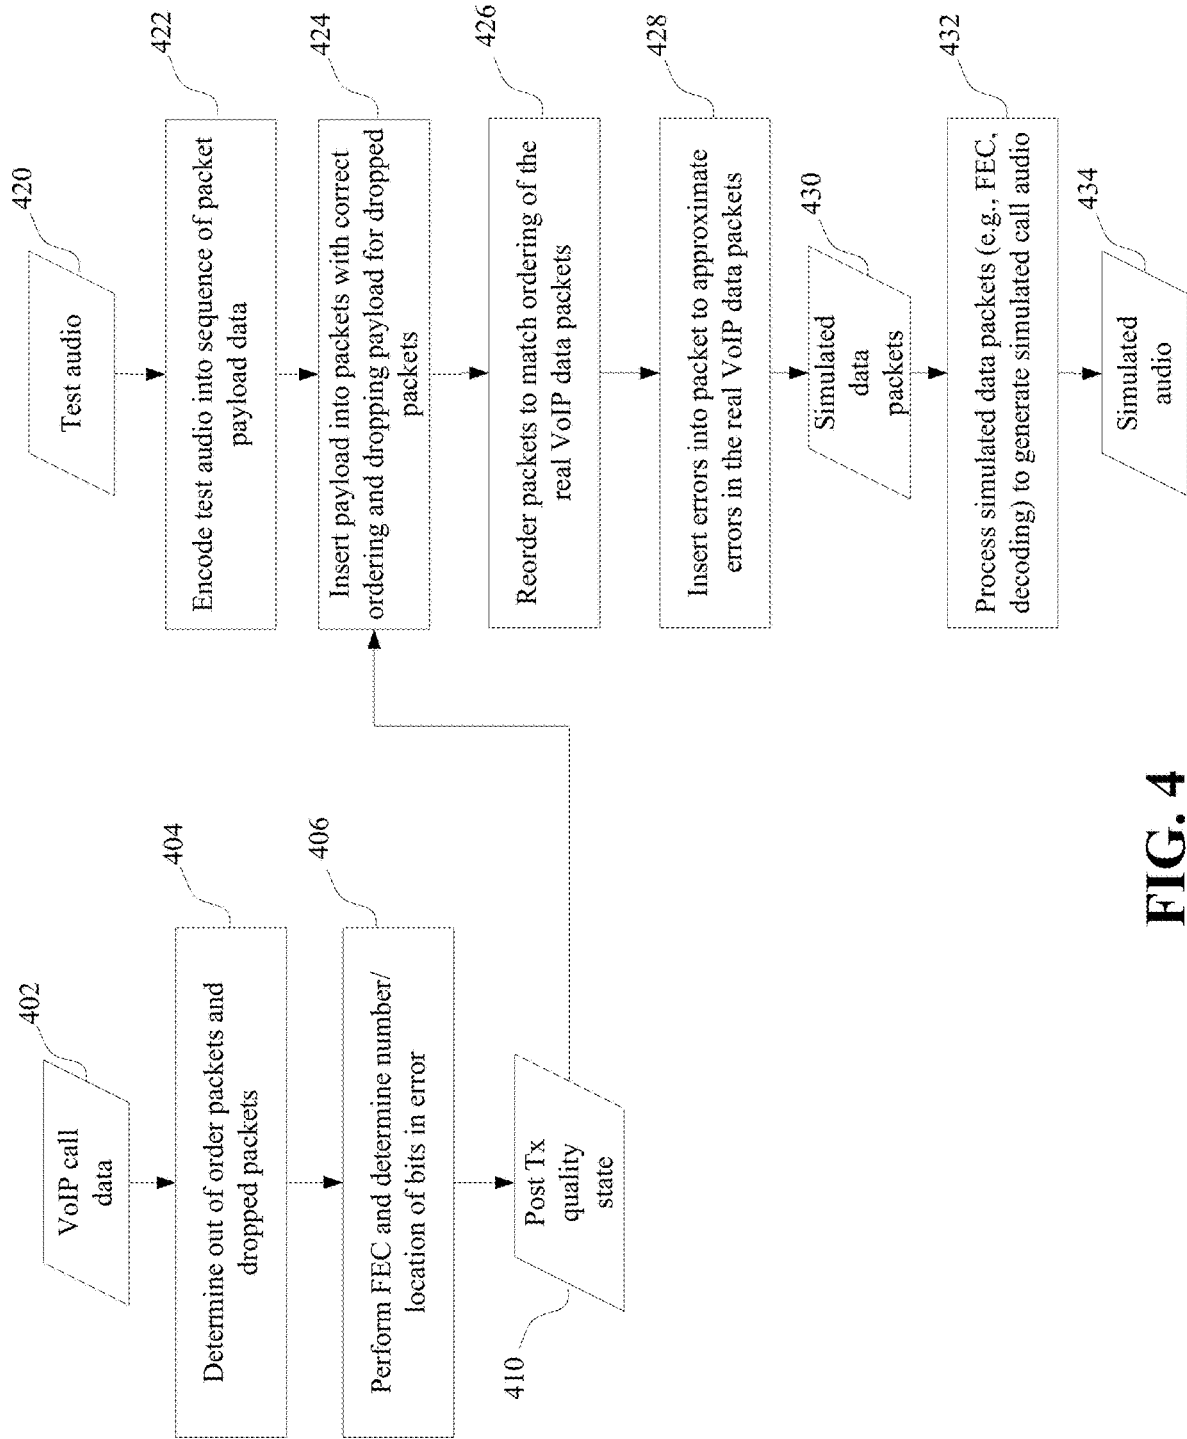 402
VoIP call
data
404
Determine out of order packets and
dropped packets
406
Perform FEC and determine number/
location of bits in error
410
Post Tx
quality
state
420
Test audio
422
Encode test audio into sequence of packet
payload data
424
Insert payload into packets with correct
ordering and dropping payload for dropped
packets
426
Reorder packets to match ordering of the
real VoIP data packets
428
Insert errors into packet to approximate
errors in the real VoIP data packets
430
Simulated
data
packets
432
Process simulated data packets (e.g., FEC,
decoding) to generate simulated call audio
434
Simulated
audio
FIG. 4